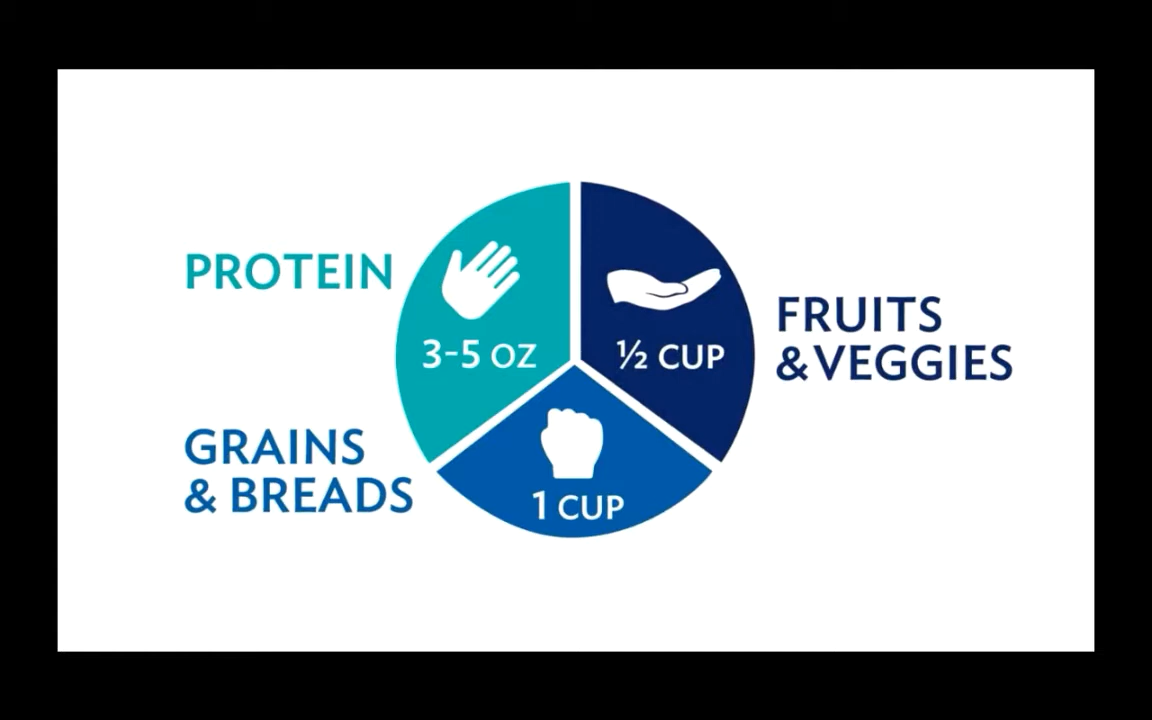 PROTEIN
3-5 OZ
½ CUP
FRUITS
& VEGGIES
GRAINS
& BREADS
1 CUP